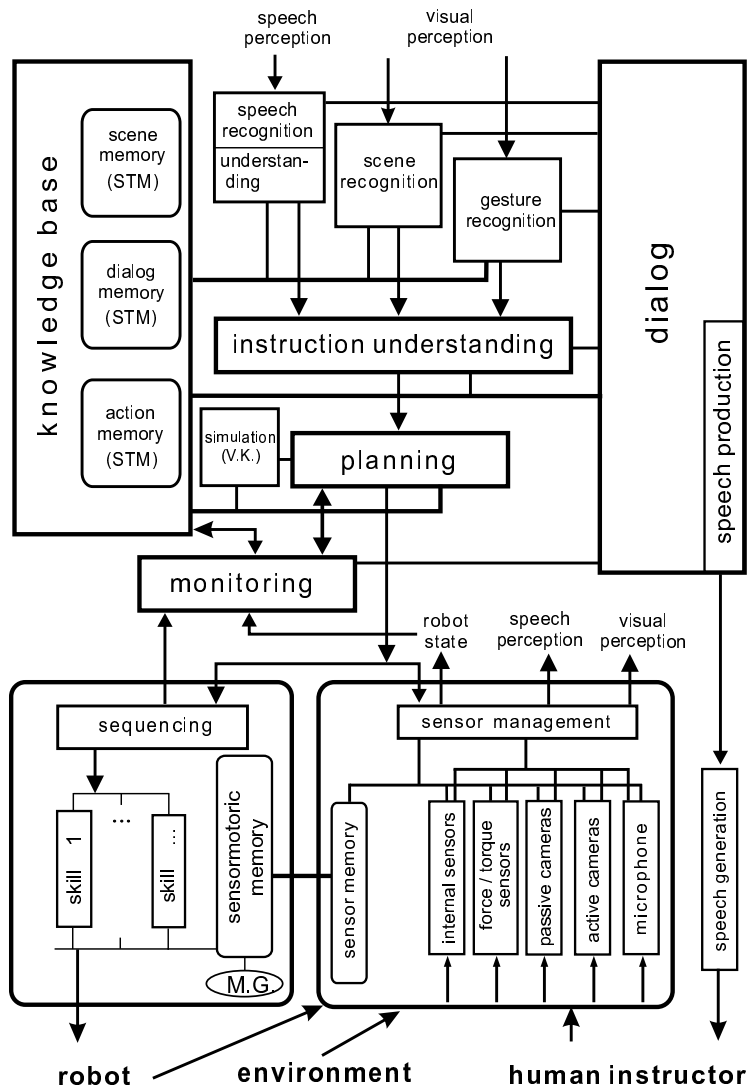 speech
perception
visual
perception
knowledge base
scene
memory
(STM)
dialog
memory
(STM)
action
memory
(STM)
speech
recognition
understan-
ding
scene
recognition
gesture
recognition
dialog
speech production
instruction understanding
simulation
(V.K.)
planning
monitoring
robot
state
speech
perception
visual
perception
sequencing
...
skill 1
skill ...
sensormotoric
memory
M.G.
sensor management
sensor memory
internal sensors
force / torque
sensors
passive cameras
active cameras
microphone
speech generation
robot
environment
human instructor